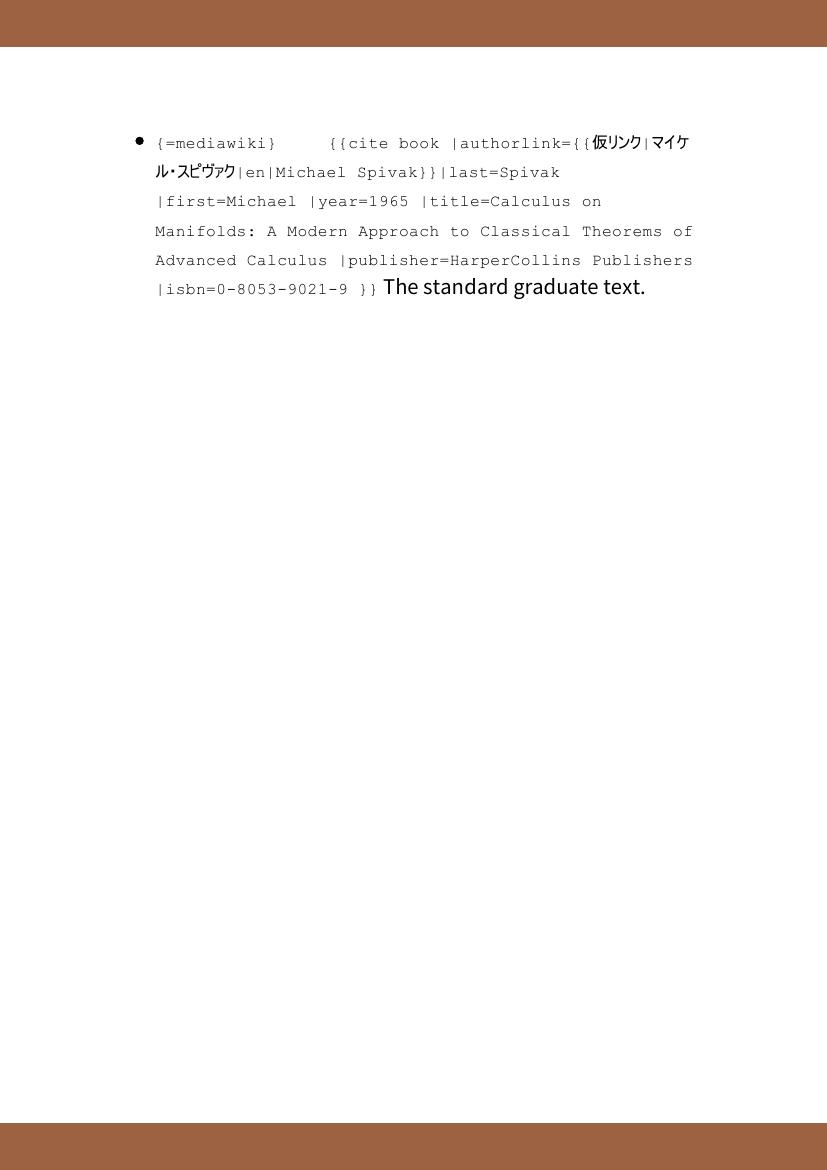 • {=mediawiki}     {{cite book |authorlink={{仮リンク|マイケ
ル・スピヴァク|en|Michael Spivak}}|last=Spivak
|first=Michael |year=1965 |title=Calculus on
Manifolds: A Modern Approach to Classical Theorems of
Advanced Calculus |publisher=HarperCollins Publishers
|isbn=0-8053-9021-9 }} The standard graduate text.